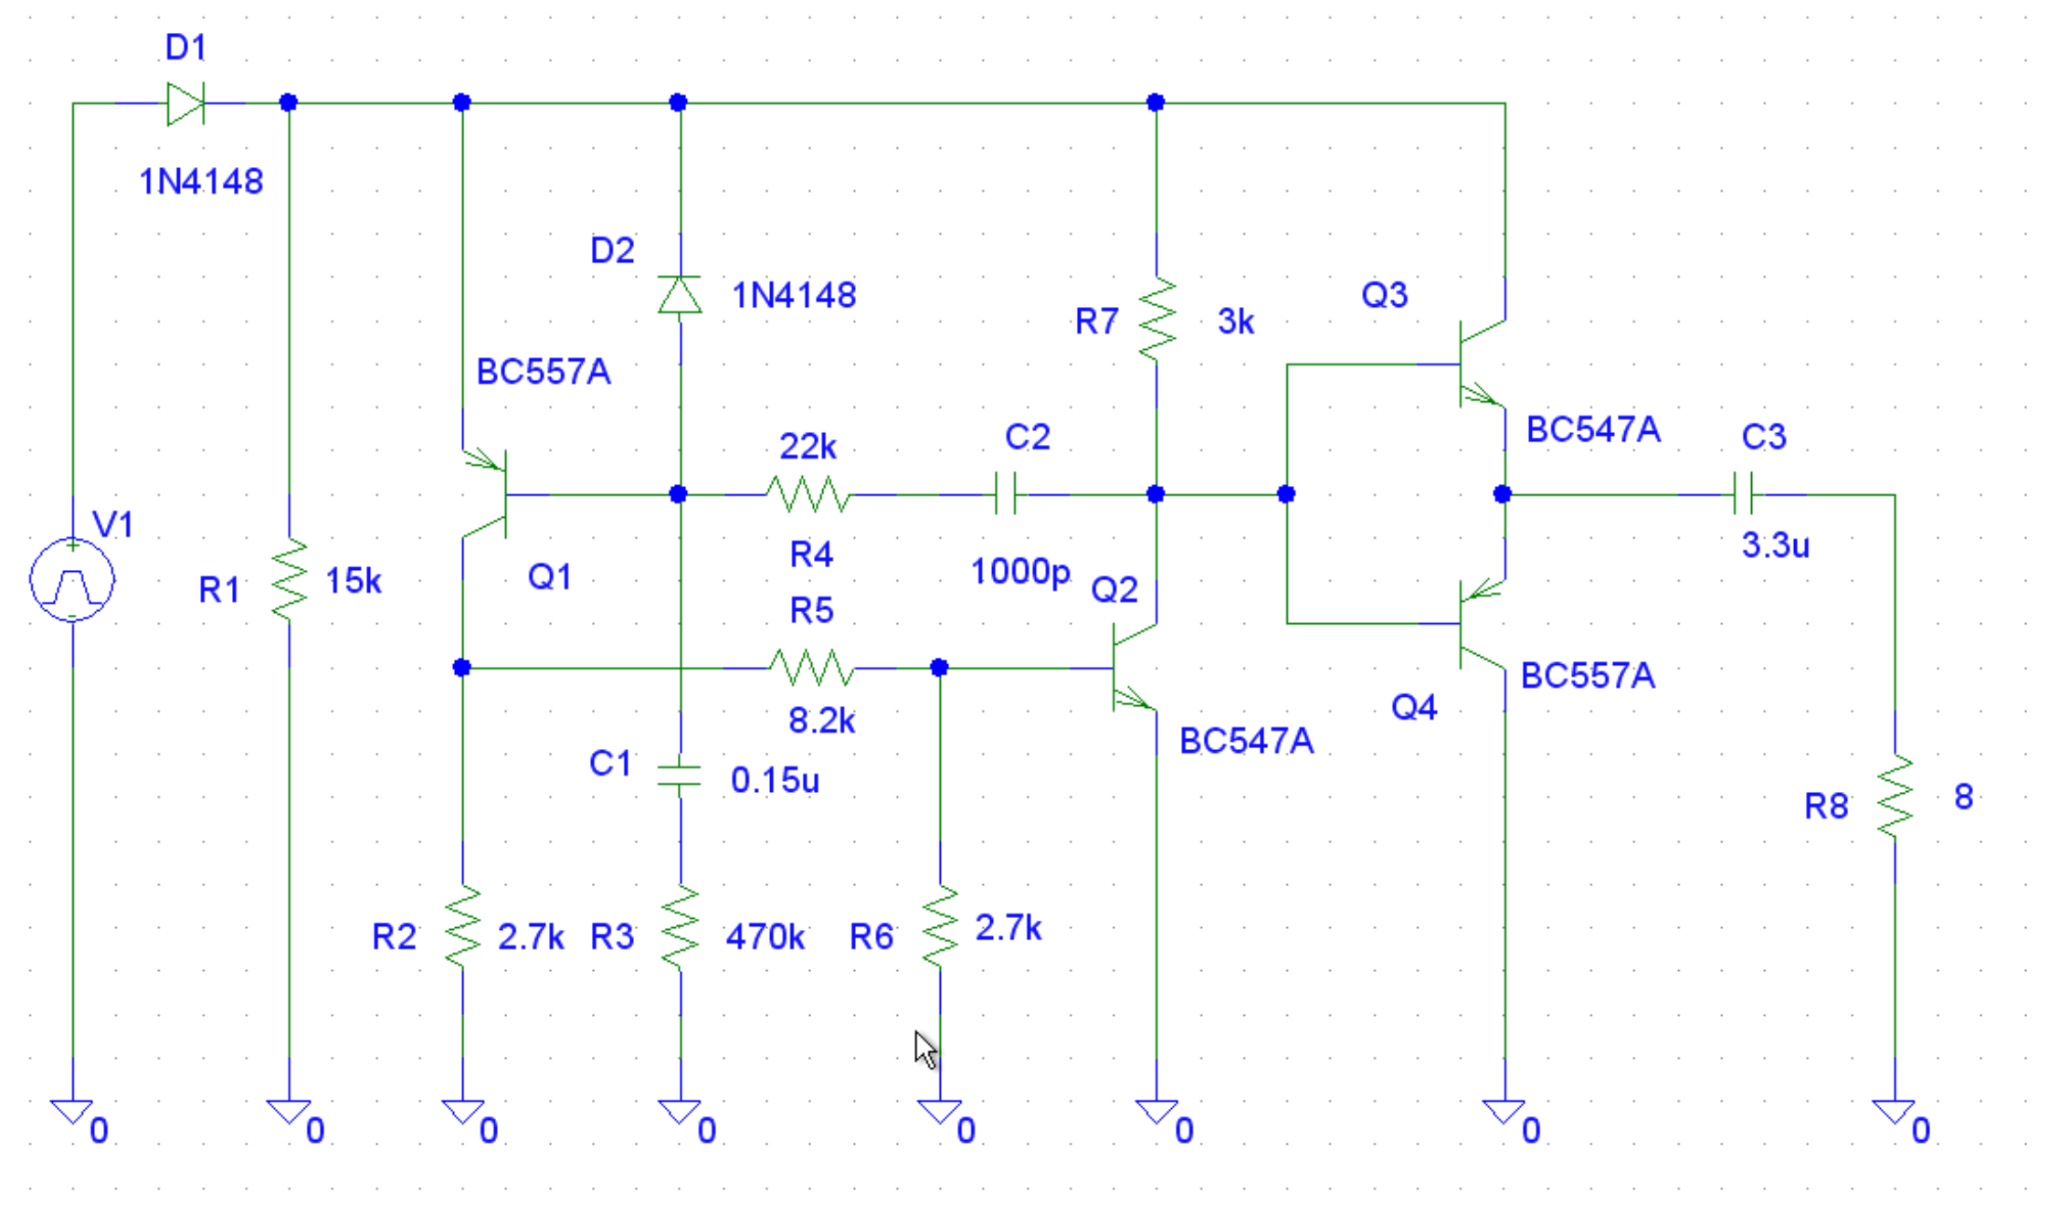 D1
1N4148
D2
1N4148
Q3
R7
3k
BC557A
BC547A
22k
C2
C3
V1
R4
3.3u
R1
15k
Q1
1000p
Q2
R5
BC557A
Q4
8.2k
BC547A
C1
0.15u
R8
8
R2
2.7k
R3
470k
R6
2.7k
0
0
0
0
0
0
0
0